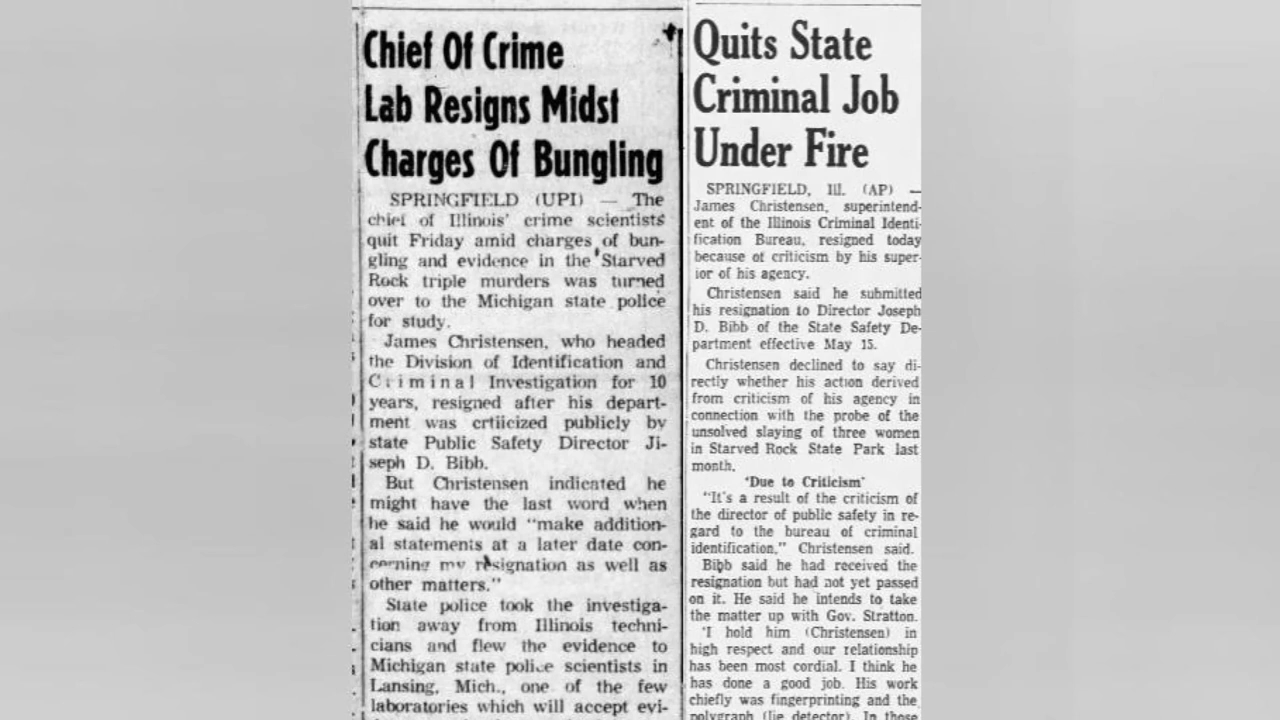 Chief Of Crime
Lab Resigns Midst
Charges Of Bungling
SPRINGFIELD (UPI) — The
chief of Illinois' crime scientists
quit Friday amid charges of bun-
gling and evidence in the Starved
Rock triple murders was turned
over to the Michigan state police
for study.
James Christensen, who headed
the Division of Identification and
Criminal Investigation for 10
years, resigned after his depart-
ment was crtiicized publicly by
state Public Safety Director Ji-
seph D. Bibb.
But Christensen indicated he
might have the last word when
he said he would "make addition-
al statements at a later date con-
cerning my resignation as well as
other matters."
State police took the investiga-
tion away from Illinois techni-
cians and flew the evidence to
Michigan state police scientists in
Lansing, Mich., one of the few
laboratories which will accept evi-
Quits State
Criminal Job
Under Fire
SPRINGFIELD, Ill. (AP) —
James Christensen, superintend-
ent of the Illinois Criminal Identi-
fication Bureau, resigned today
because of criticism by his super-
ior of his agency.
Christensen said he submitted
his resignation to Director Joseph
D. Bibb of the State Safety De-
partment effective May 15.
Christensen declined to say di-
rectly whether his action derived
from criticism of his agency in
connection with the probe of the
unsolved slaying of three women
in Starved Rock State Park last
month.
'Due to Criticism'
"It's a result of the criticism of
the director of public safety in re-
gard to the bureau of criminal
identification," Christensen said.
Bibb said he had received the
resignation but had not yet passed
on it. He said he intends to take
the matter up with Gov. Stratton.
'I hold him (Christensen) in
high respect and our relationship
has been most cordial. I think he
has done a good job. His work
chiefly was fingerprinting and the
polygraph (lie detector). In those